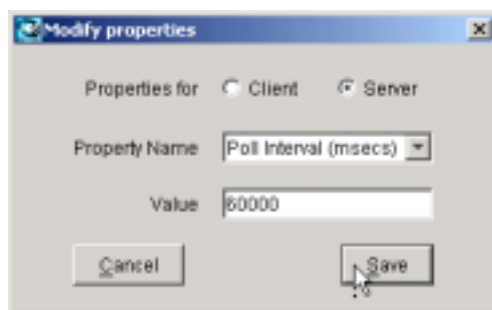 Modify properties
Properties for Client Server
Property Name Poll Interval (msecs)
Value 60000
Cancel Save